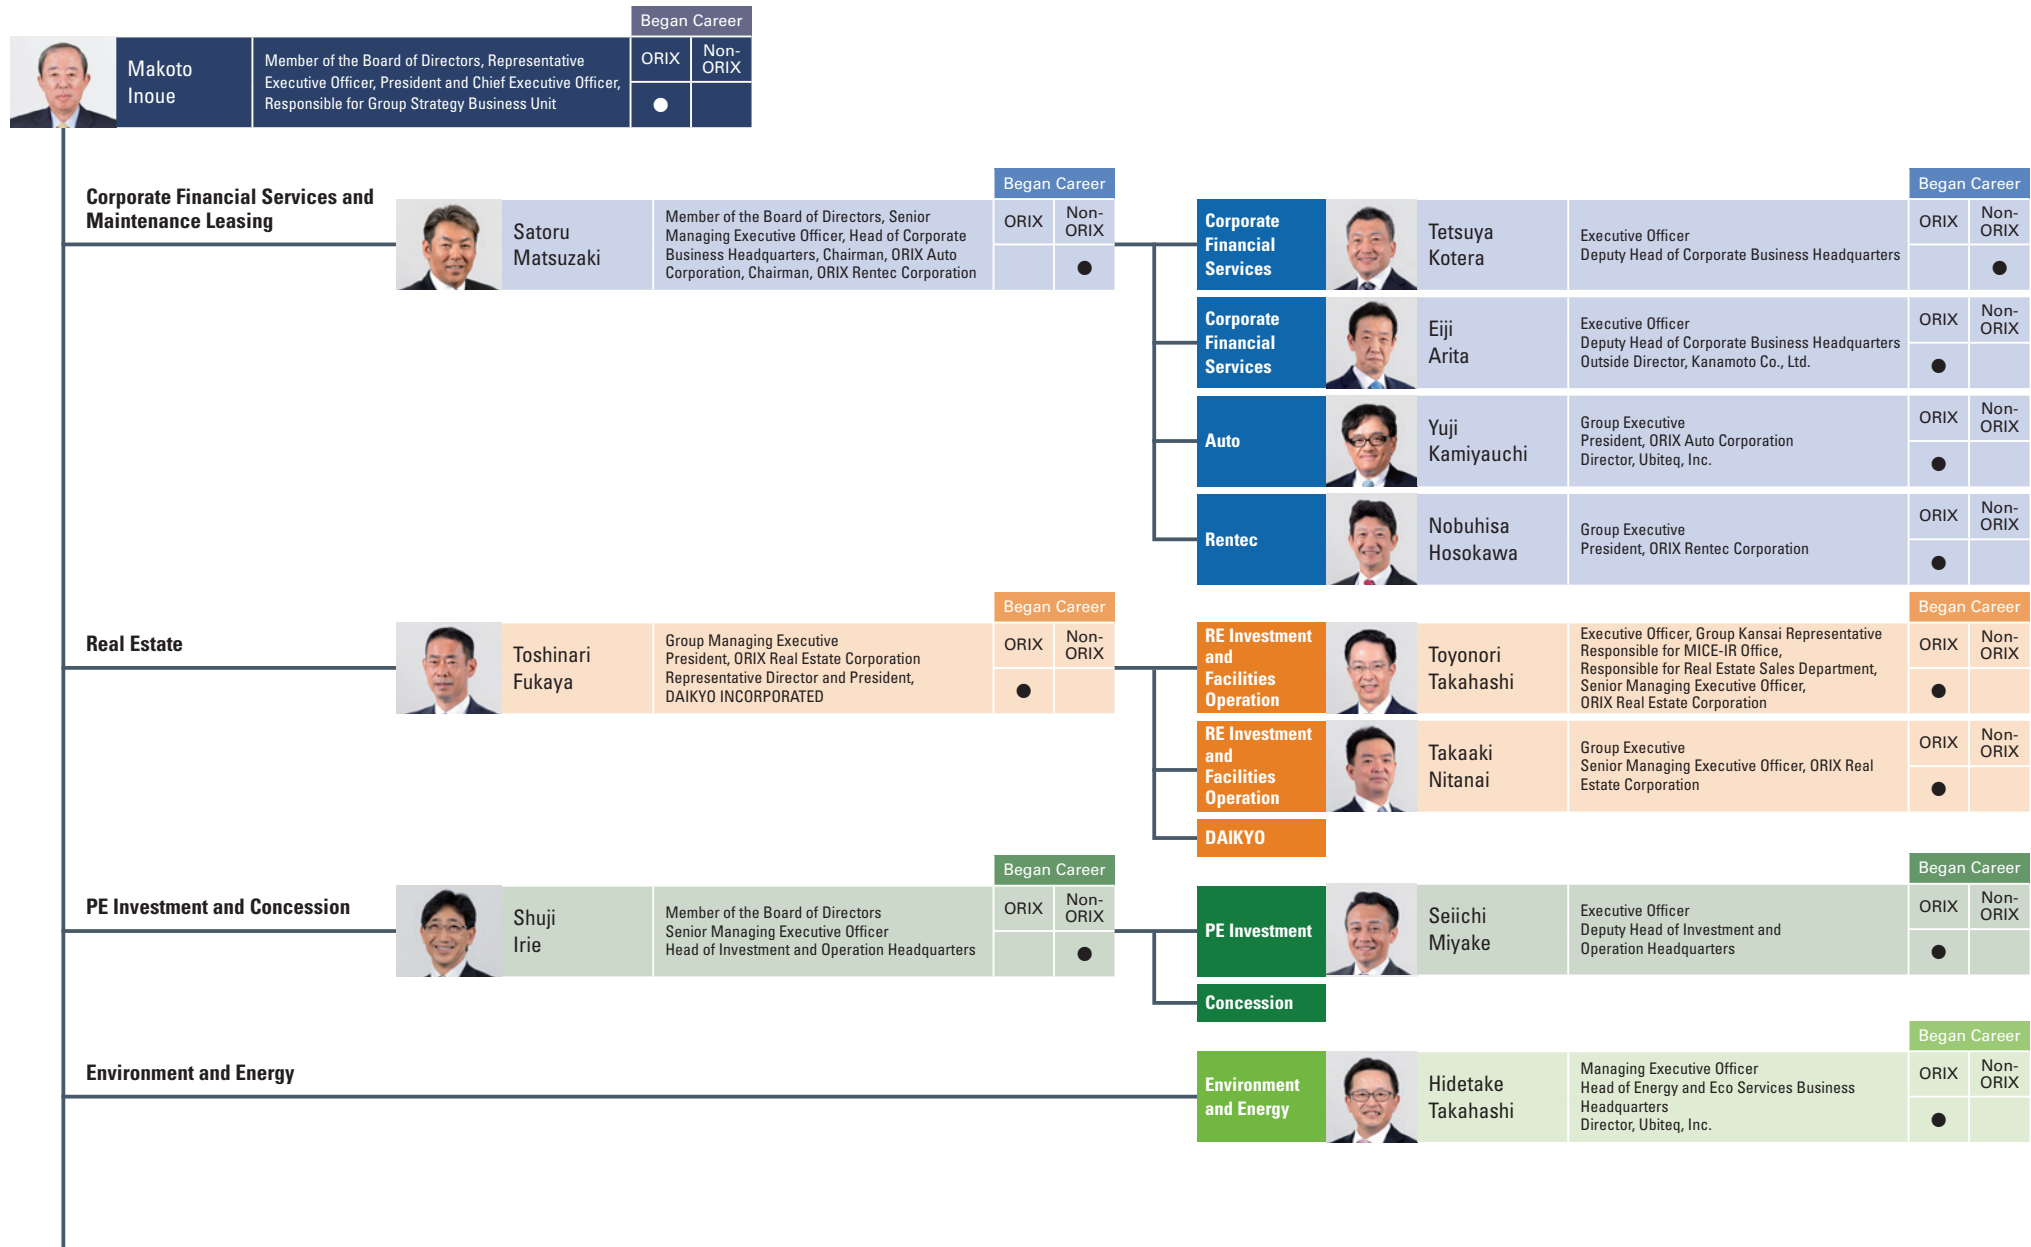 Began Career
ORIX
Non-
ORIX
Makoto
Inoue
Member of the Board of Directors, Representative
Executive Officer, President and Chief Executive Officer,
Responsible for Group Strategy Business Unit
●
Corporate Financial Services and
Maintenance Leasing
Began Career
ORIX
Non-
ORIX
Satoru
Matsuzaki
Member of the Board of Directors, Senior
Managing Executive Officer, Head of Corporate
Business Headquarters, Chairman, ORIX Auto
Corporation, Chairman, ORIX Rentec Corporation
●
Began Career
Corporate
Financial
Services
Tetsuya
Kotera
Executive Officer
Deputy Head of Corporate Business Headquarters
ORIX
Non-
ORIX
●
Corporate
Financial
Services
Eiji
Arita
Executive Officer
Deputy Head of Corporate Business Headquarters
Outside Director, Kanamoto Co., Ltd.
ORIX
Non-
ORIX
●
Auto
Yuji
Kamiyauchi
Group Executive
President, ORIX Auto Corporation
Director, Ubiteq, Inc.
ORIX
Non-
ORIX
●
Rentec
Nobuhisa
Hosokawa
Group Executive
President, ORIX Rentec Corporation
ORIX
Non-
ORIX
●
Real Estate
Began Career
Toshinari
Fukaya
Group Managing Executive
President, ORIX Real Estate Corporation
Representative Director and President,
DAIKYO INCORPORATED
ORIX
Non-
ORIX
●
Began Career
RE Investment
and
Facilities
Operation
Toyonori
Takahashi
Executive Officer, Group Kansai Representative
Responsible for MICE-IR Office,
Responsible for Real Estate Sales Department,
Senior Managing Executive Officer,
ORIX Real Estate Corporation
ORIX
Non-
ORIX
●
RE Investment
and
Facilities
Operation
Takaaki
Nitanai
Group Executive
Senior Managing Executive Officer, ORIX Real
Estate Corporation
ORIX
Non-
ORIX
●
DAIKYO
PE Investment and Concession
Began Career
Shuji
Irie
Member of the Board of Directors
Senior Managing Executive Officer
Head of Investment and Operation Headquarters
ORIX
Non-
ORIX
●
Began Career
PE Investment
Seiichi
Miyake
Executive Officer
Deputy Head of Investment and
Operation Headquarters
ORIX
Non-
ORIX
●
Concession
Environment and Energy
Began Career
Environment
and Energy
Hidetake
Takahashi
Managing Executive Officer
Head of Energy and Eco Services Business
Headquarters
Director, Ubiteq, Inc.
ORIX
Non-
ORIX
●